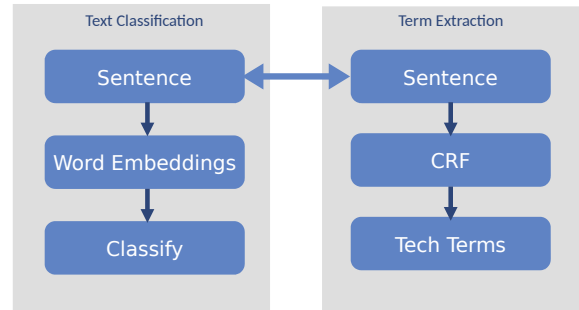 Text Classification
Sentence
Word Embeddings
Classify
Term Extraction
Sentence
CRF
Tech Terms